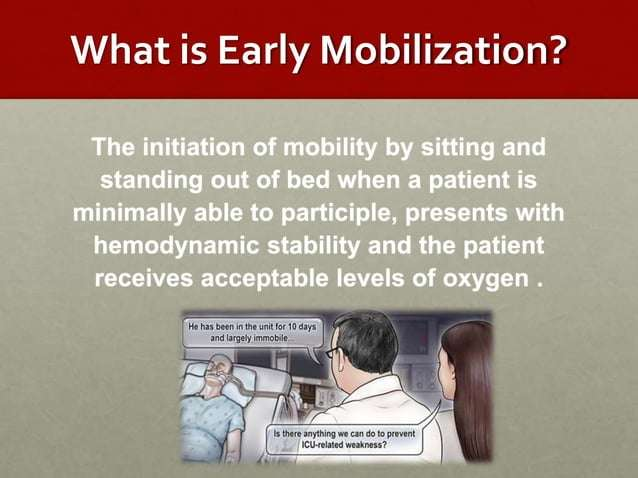 What is Early Mobilization?
The initiation of mobility by sitting and
standing out of bed when a patient is
minimally able to participle, presents with
hemodynamic stability and the patient
receives acceptable levels of oxygen .
He has been in the unit for 10 days
and largely immobile...
Is there anything we can do to prevent
ICU-related weakness?